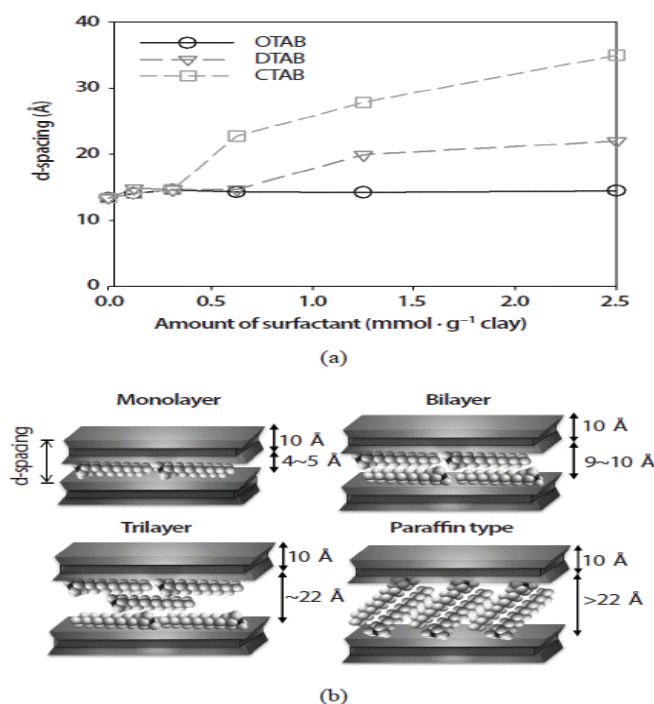 (a)
OTAB
DTAB
CTAB
40
30
20
10
0
d-spacing (Å)
0.0 0.5 1.0 1.5 2.0 2.5
Amount of surfactant (mmol · g⁻¹ clay)
(a)
Monolayer
d-spacing
10 Å
4~5 Å
Bilayer
10 Å
9~10 Å
Trilayer
10 Å
~22 Å
Paraffin type
10 Å
>22 Å
(b)